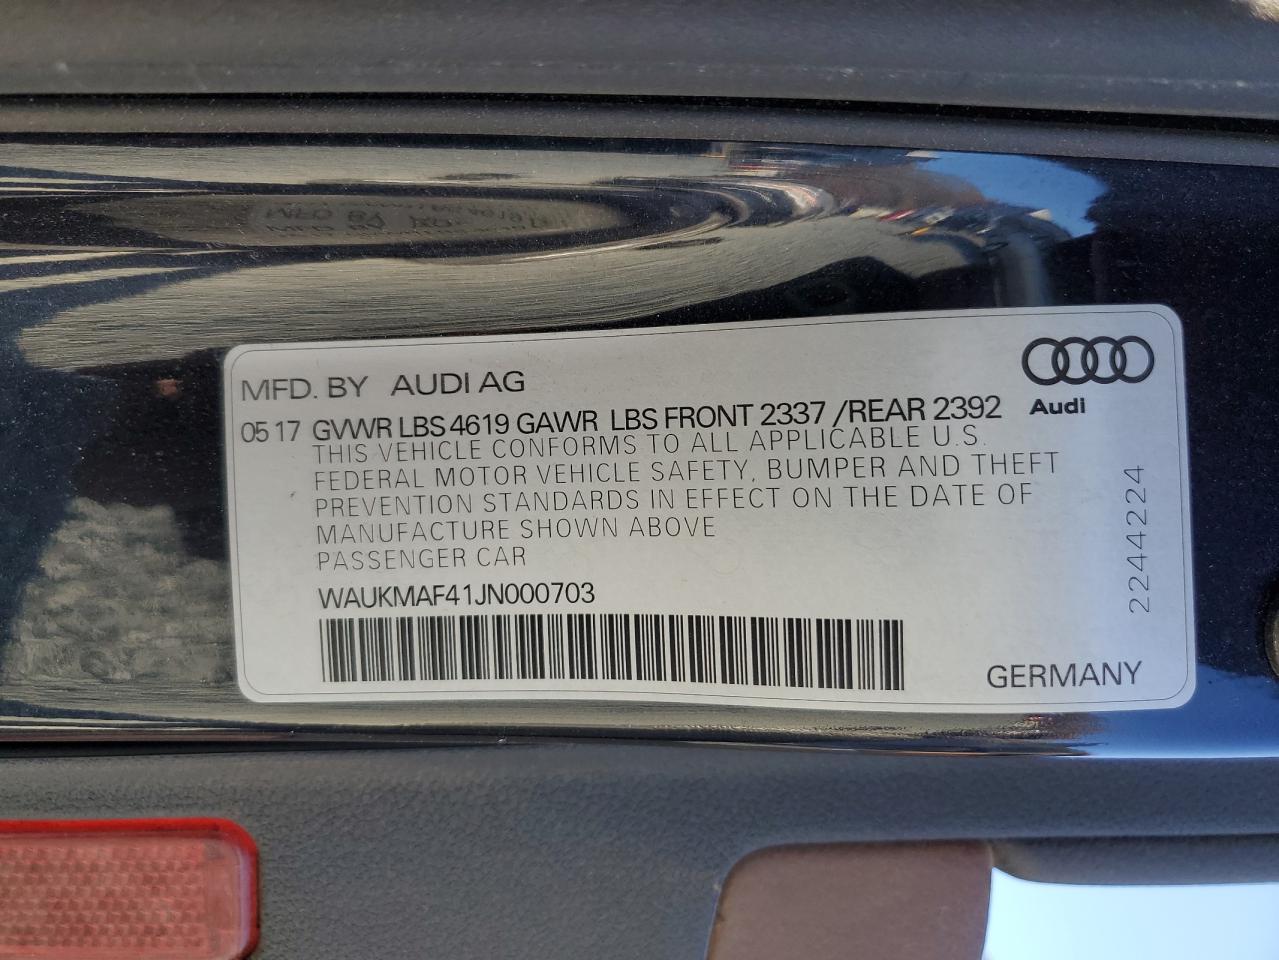 MFD. BY AUDI AG
Audi
05 17 GVWR LBS 4619 GAWR LBS FRONT 2337 /REAR 2392
THIS VEHICLE CONFORMS TO ALL APPLICABLE U.S.
FEDERAL MOTOR VEHICLE SAFETY, BUMPER AND THEFT
PREVENTION STANDARDS IN EFFECT ON THE DATE OF
MANUFACTURE SHOWN ABOVE
PASSENGER CAR
WAUKMAF41JN000703
2244224
GERMANY